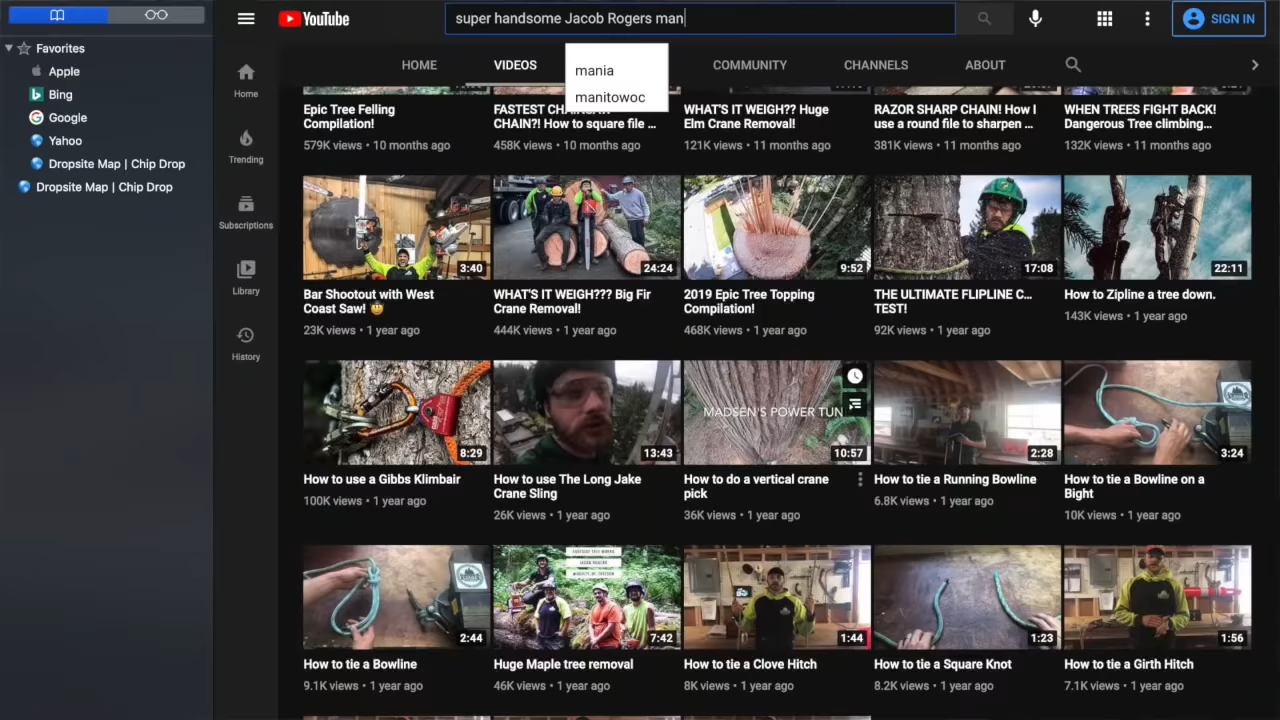 YouTube
super handsome Jacob Rogers man
SIGN IN
Favorites
Apple
Bing
Google
Yahoo
Dropsite Map | Chip Drop
Dropsite Map | Chip Drop
Home
Trending
Subscriptions
Library
History
HOME
VIDEOS
COMMUNITY
CHANNELS
ABOUT
mania
manitowoc
Epic Tree Felling
Compilation!
579K views • 10 months ago
FASTEST
CHAIN?! How to square file ...
458K views • 10 months ago
WHAT'S IT WEIGH?? Huge
Elm Crane Removal!
121K views • 11 months ago
RAZOR SHARP CHAIN! How I
use a round file to sharpen ...
381K views • 11 months ago
WHEN TREES FIGHT BACK!
Dangerous Tree climbing...
132K views • 11 months ago
3:40
Bar Shootout with West
Coast Saw! 🤠
23K views • 1 year ago
24:24
WHAT'S IT WEIGH??? Big Fir
Crane Removal!
444K views • 1 year ago
9:52
2019 Epic Tree Topping
Compilation!
468K views • 1 year ago
17:08
THE ULTIMATE FLIPLINE C...
TEST!
92K views • 1 year ago
22:11
How to Zipline a tree down.
143K views • 1 year ago
8:29
How to use a Gibbs Klimbair
100K views • 1 year ago
13:43
How to use The Long Jake
Crane Sling
26K views • 1 year ago
MADSEN'S POWER TUN
10:57
How to do a vertical crane
pick
36K views • 1 year ago
2:28
How to tie a Running Bowline
6.8K views • 1 year ago
3:24
How to tie a Bowline on a
Bight
10K views • 1 year ago
2:44
How to tie a Bowline
9.1K views • 1 year ago
7:42
Huge Maple tree removal
46K views • 1 year ago
1:44
How to tie a Clove Hitch
8K views • 1 year ago
1:23
How to tie a Square Knot
8.2K views • 1 year ago
1:56
How to tie a Girth Hitch
7.1K views • 1 year ago